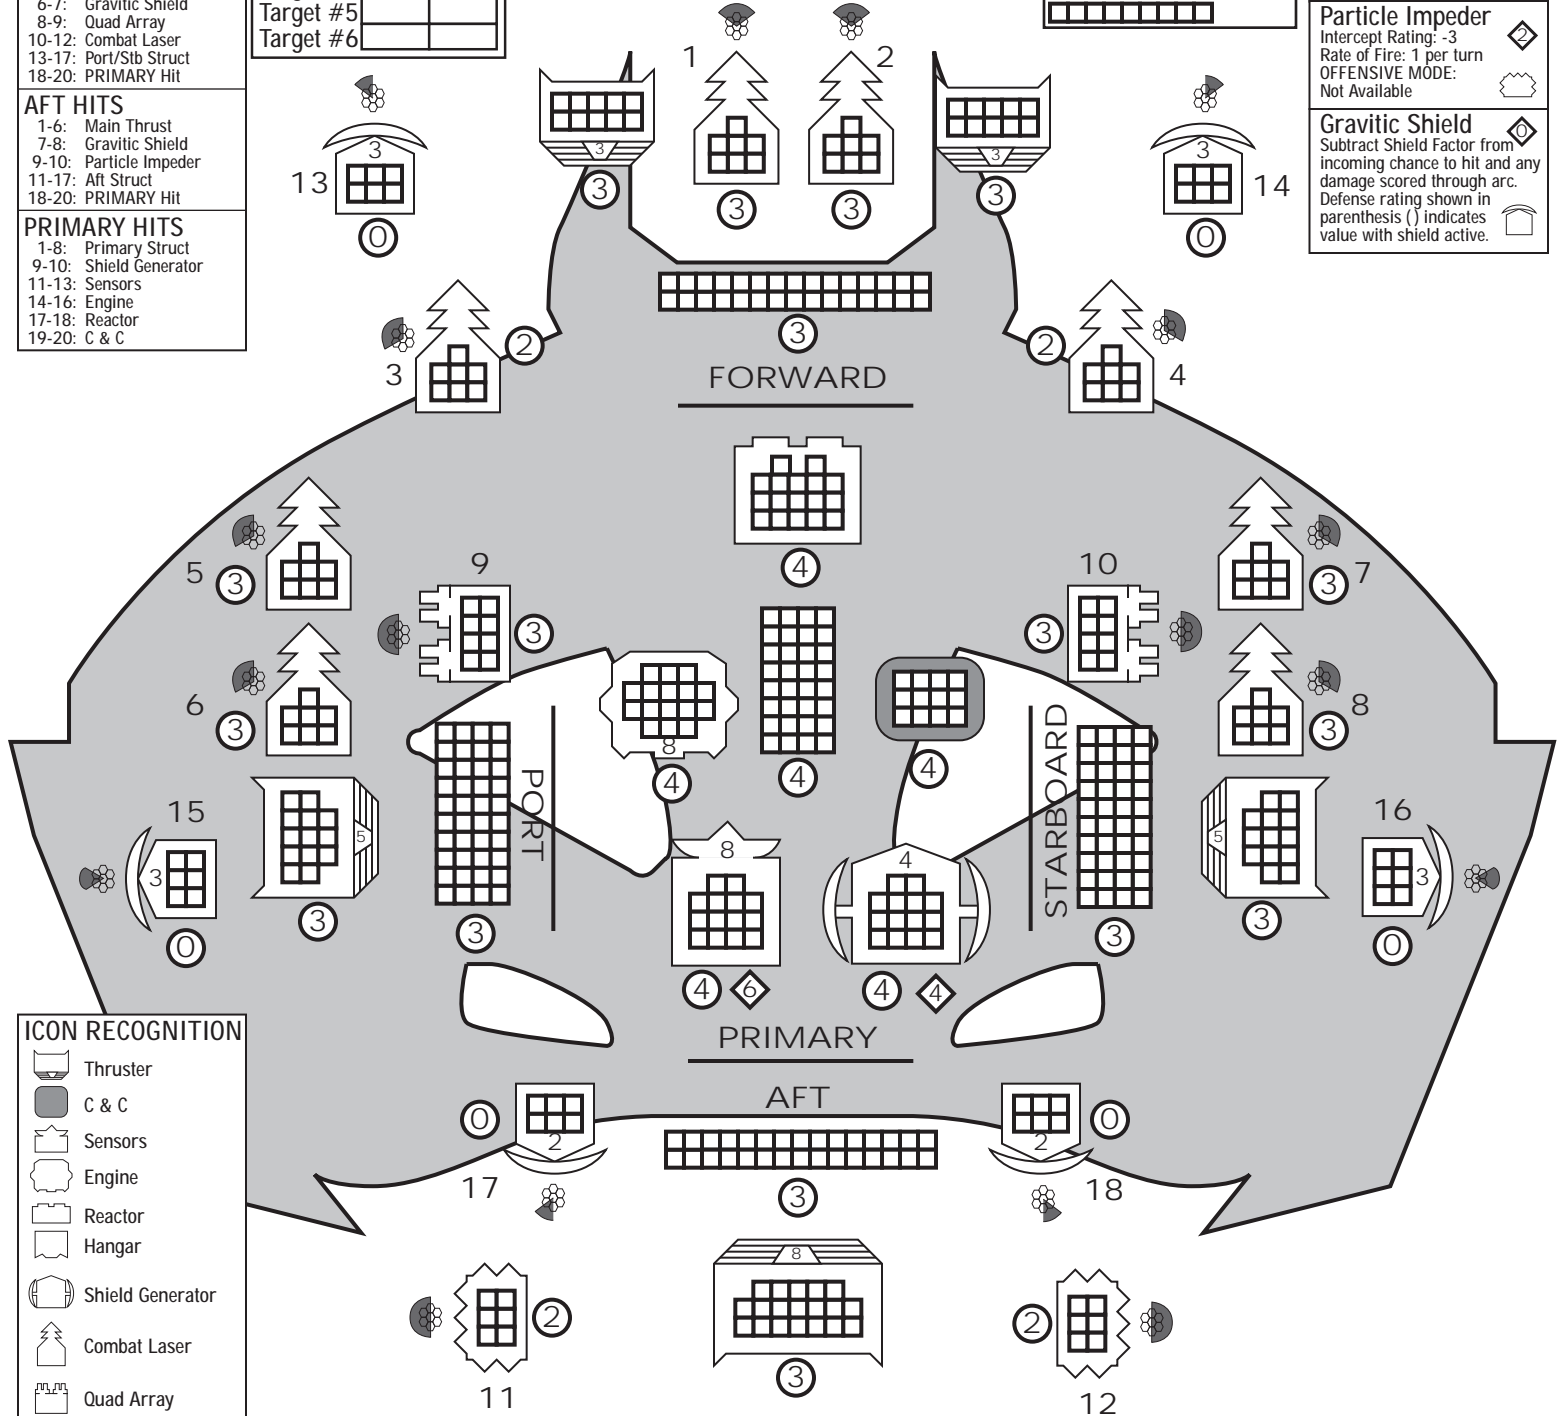 6-7: Gravitic Shield
8-9: Quad Array
10-12: Combat Laser
13-17: Port/Stb Struct
18-20: PRIMARY Hit
AFT HITS
1-6: Main Thrust
7-8: Gravitic Shield
9-10: Particle Impeder
11-17: Aft Struct
18-20: PRIMARY Hit
PRIMARY HITS
1-8: Primary Struct
9-10: Shield Generator
11-13: Sensors
14-16: Engine
17-18: Reactor
19-20: C & C
Target #5
Target #6
Particle Impeder
Intercept Rating: -3
2
Rate of Fire: 1 per turn
OFFENSIVE MODE:
Not Available
Gravitic Shield
0
Subtract Shield Factor from
incoming chance to hit and any
damage scored through arc.
Defense rating shown in
parenthesis () indicates
value with shield active.
1
2
3
3
3
3
13
3
3
3
3
14
0
0
3
2
3
2
4
FORWARD
5
3
9
3
4
10
3
3
7
6
3
8
4
4
4
3
8
PORT
STARBOARD
15
3
0
5
3
3
8
4
6
4
4
4
3
5
3
16
3
0
PRIMARY
AFT
0
2
17
3
2
0
18
8
3
2
11
2
12
ICON RECOGNITION
Thruster
C & C
Sensors
Engine
Reactor
Hangar
Shield Generator
Combat Laser
Quad Array